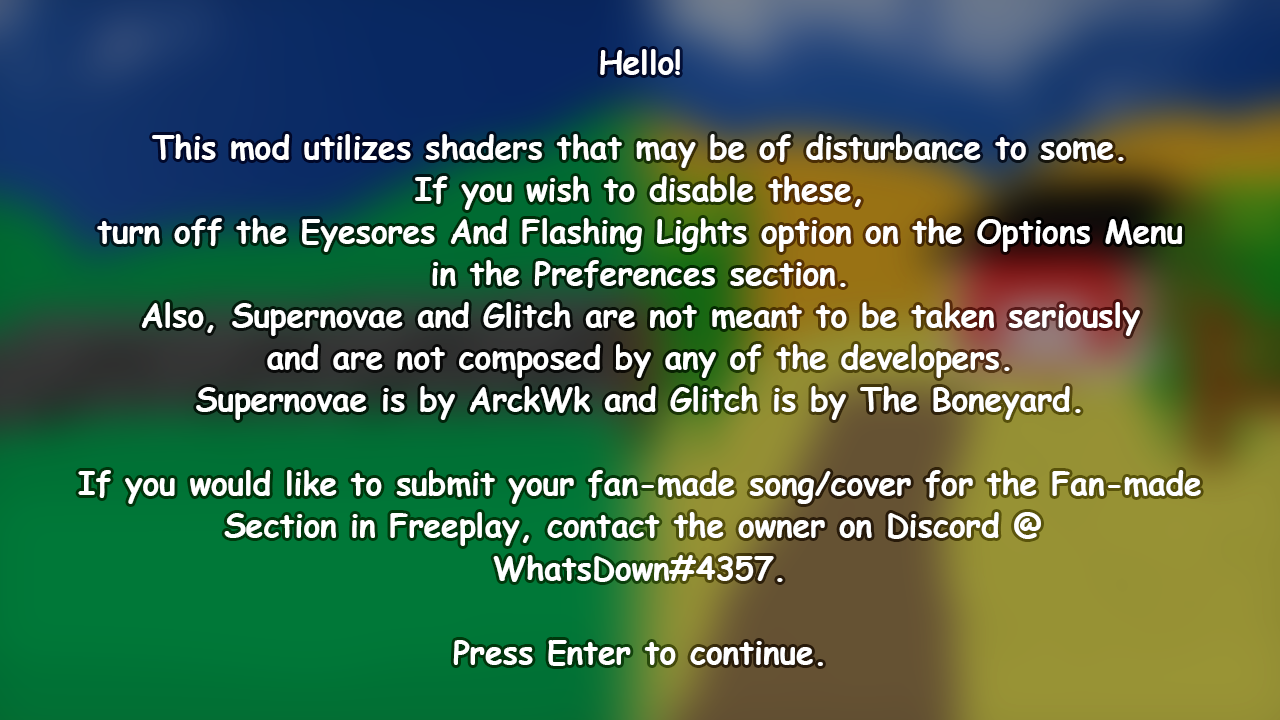 Hello!
This mod utilizes shaders that may be of disturbance to some.
If you wish to disable these,
turn off the Eyesores And Flashing Lights option on the Options Menu
in the Preferences section.
Also, Supernovae and Glitch are not meant to be taken seriously
and are not composed by any of the developers.
Supernovae is by ArckWk and Glitch is by The Boneyard.
If you would like to submit your fan-made song/cover for the Fan-made
Section in Freeplay, contact the owner on Discord @
WhatsDown#4357.
Press Enter to continue.